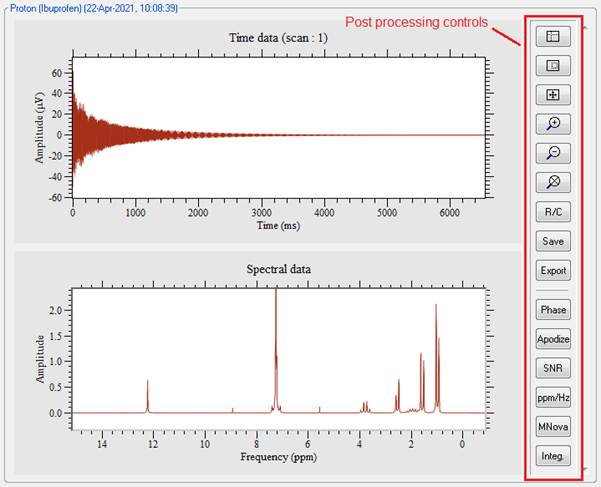 Proton (Ibuprofen) (22-Apr-2021, 10:08:39)
Post processing controls
Time data (scan : 1)
Amplitude (µV)
60
40
20
0
-20
-40
-60
0 1000 2000 3000 4000 5000 6000
Time (ms)
Spectral data
Amplitude
2.0
1.5
1.0
0.5
0.0
14 12 10 8 6 4 2 0
Frequency (ppm)
R/C
Save
Export
Phase
Apodize
SNR
ppm/Hz
MNova
Integ.